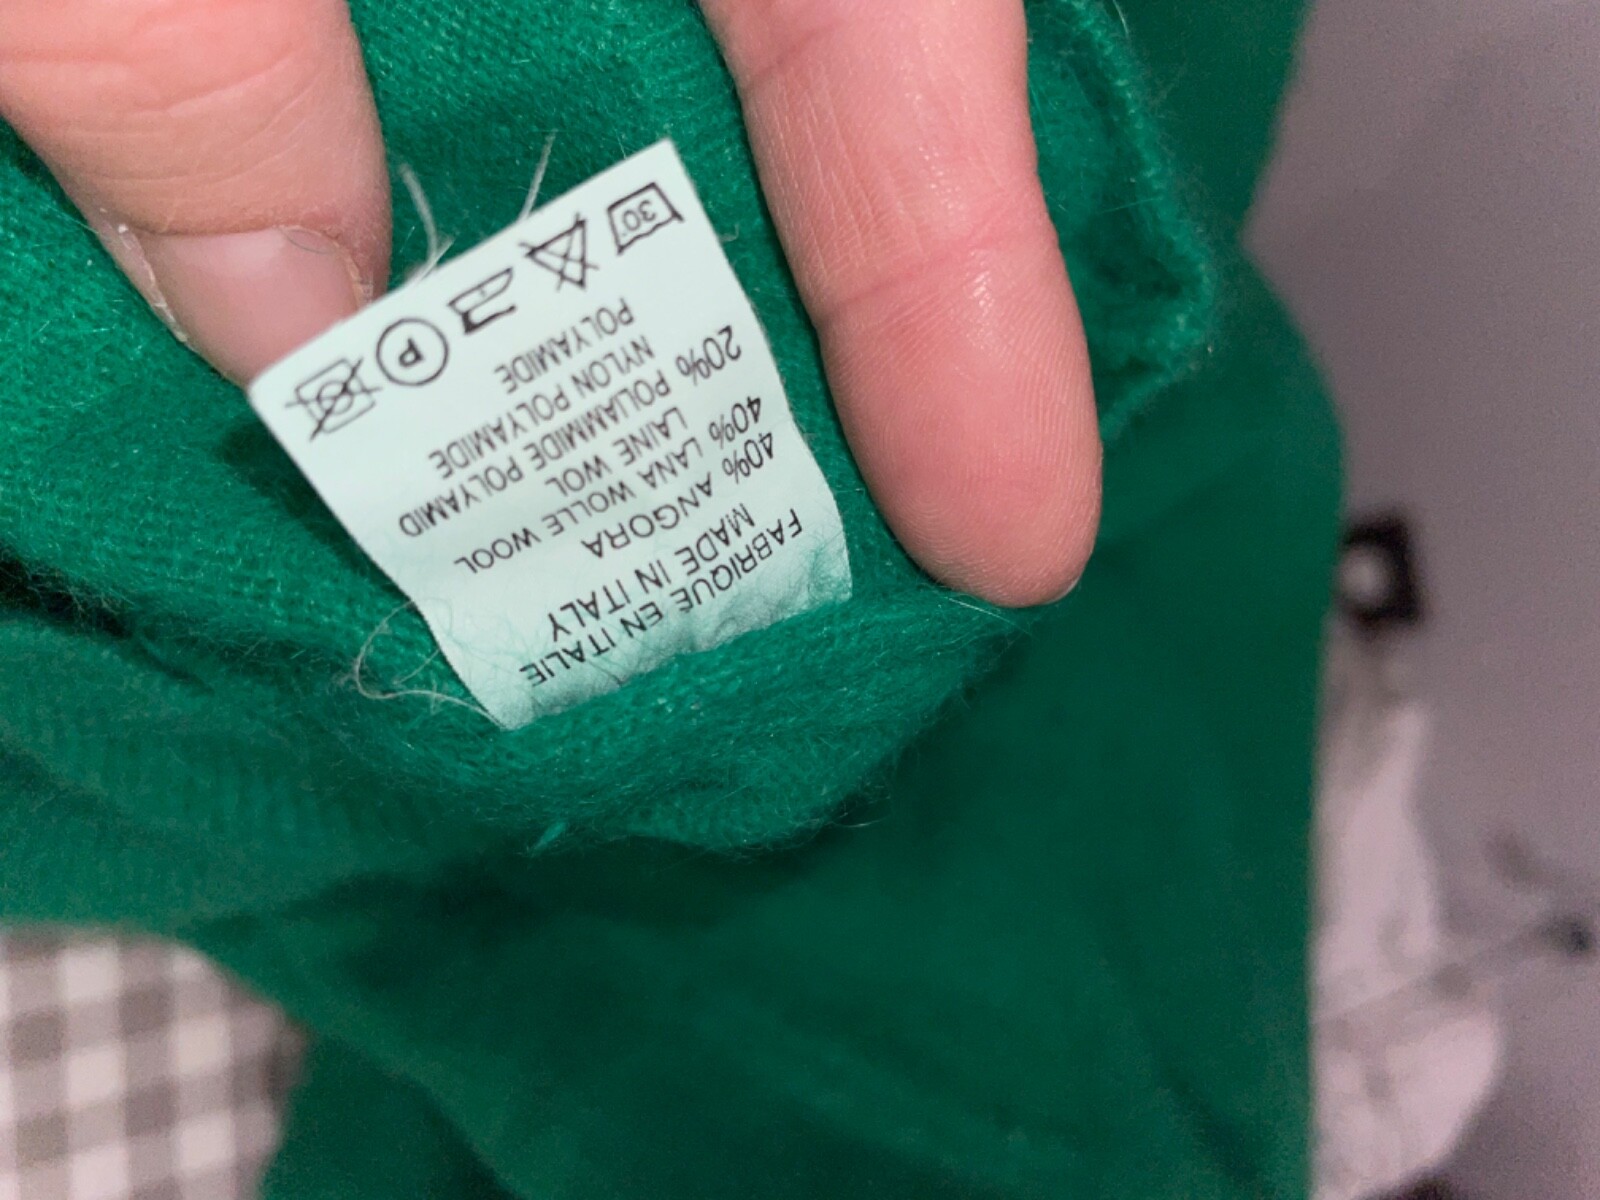 FABRIQUE EN ITALIE
MADE IN ITALY
40% ANGORA
40% LANA WOLLE WOOL
LAINE WOL
20% POLIAMMIDE POLYAMID
NYLON POLYAMIDE
POLYAMIDE
30° P